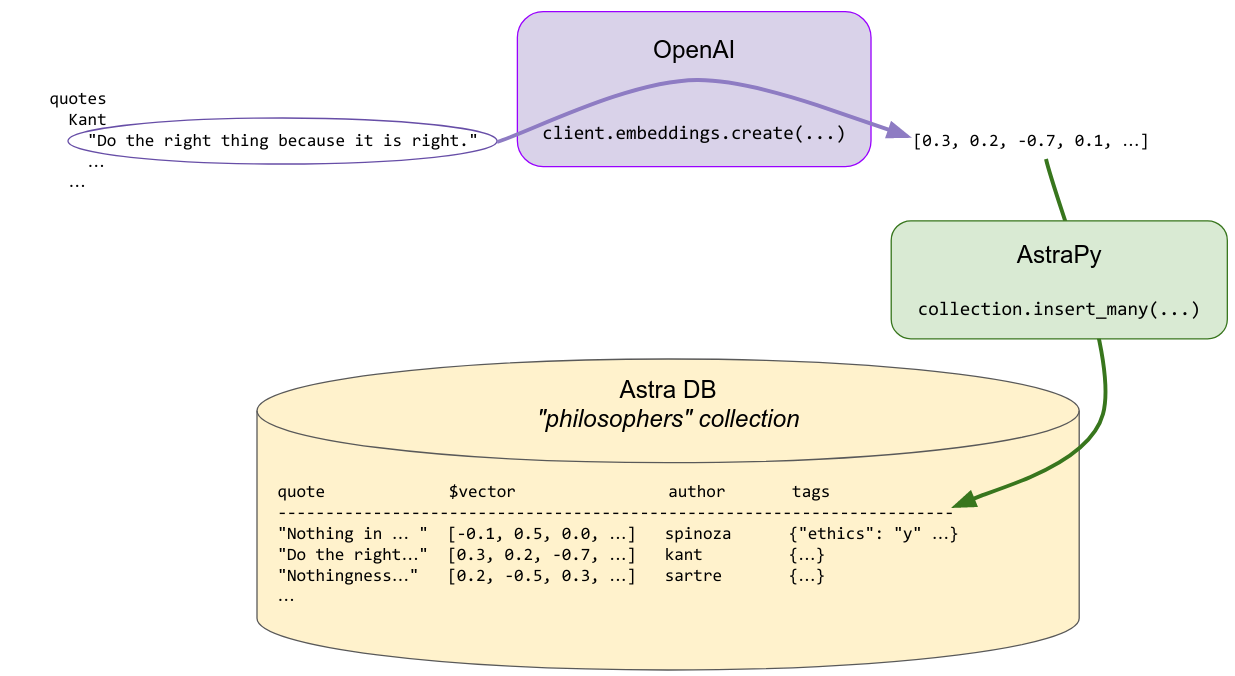 OpenAI
client.embeddings.create(...)
quotes
Kant
"Do the right thing because it is right."
…
…
[0.3, 0.2, -0.7, 0.1, …]
AstraPy
collection.insert_many(...)
Astra DB
"philosophers" collection
quote $vector author tags
-----------------------------------------------------------------------
"Nothing in … " [-0.1, 0.5, 0.0, …] spinoza {"ethics": "y" …}
"Do the right…" [0.3, 0.2, -0.7, …] kant {…}
"Nothingness…" [0.2, -0.5, 0.3, …] sartre {…}
…